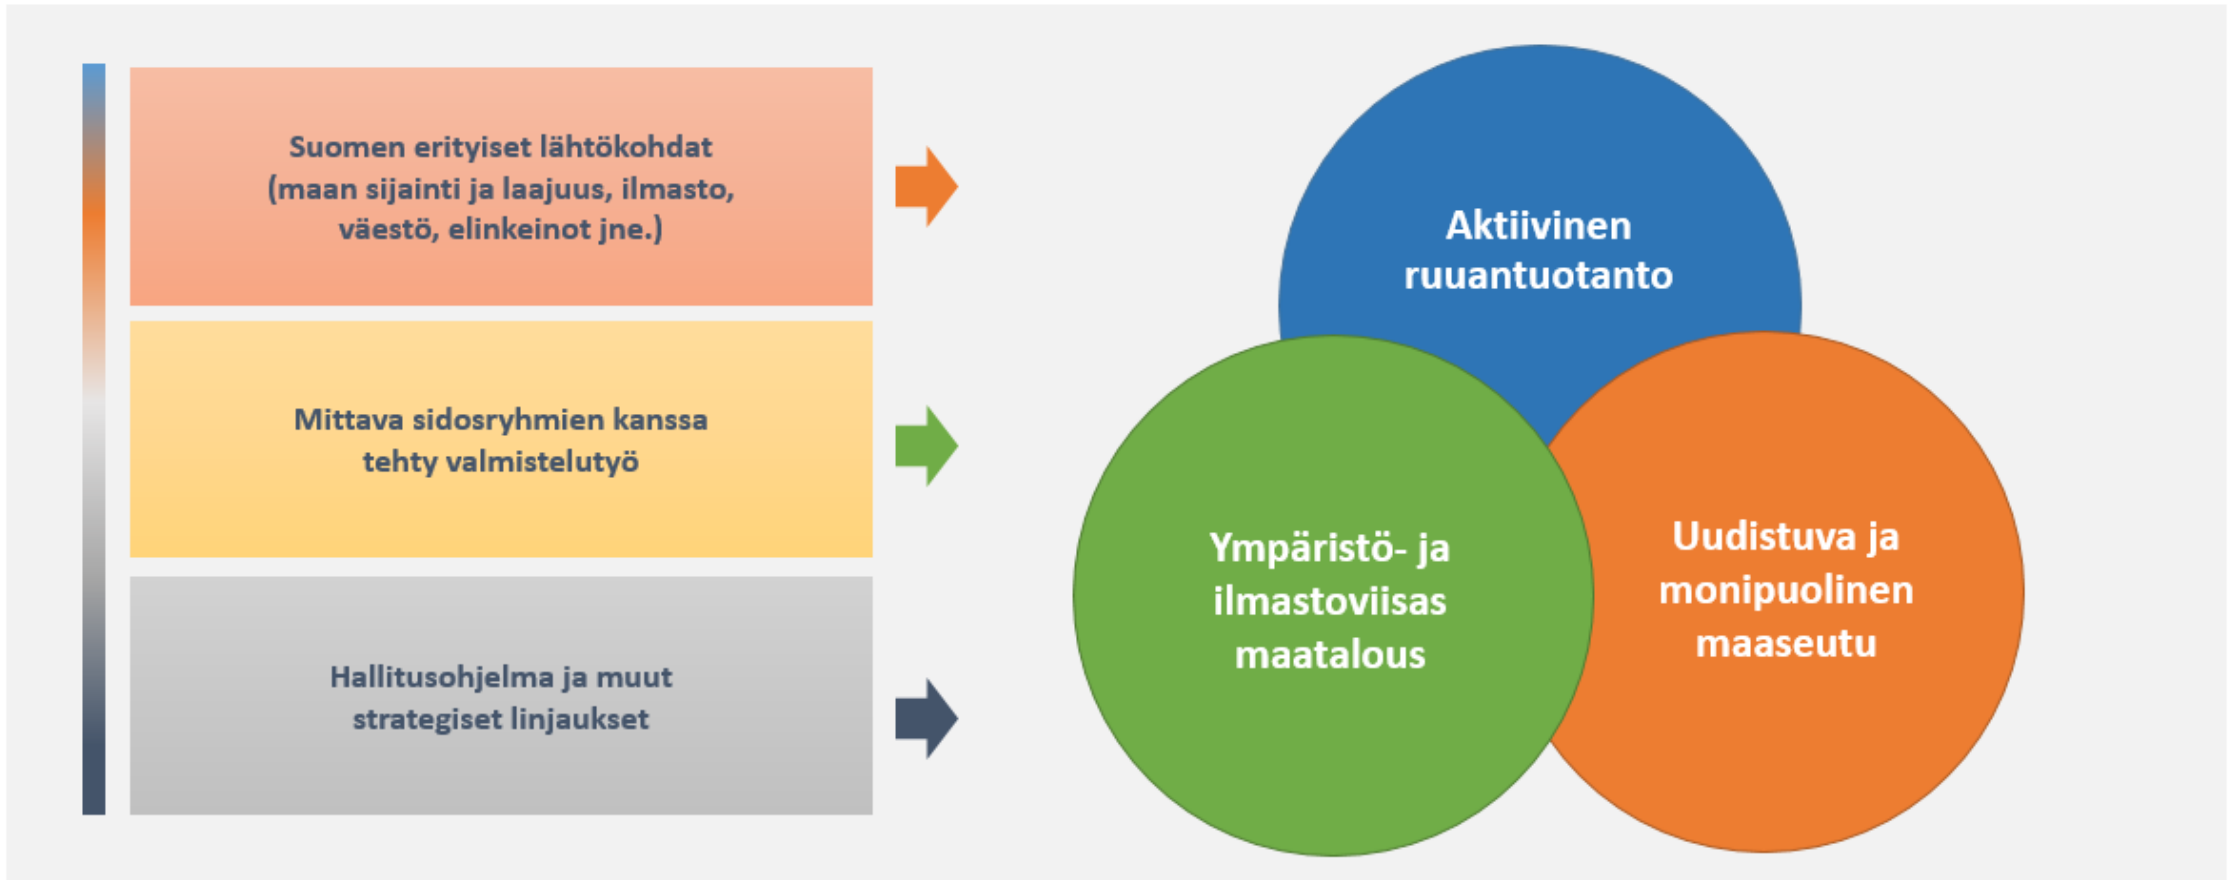 Suomen erityiset lähtökohdat
(maan sijainti ja laajuus, ilmasto,
väestö, elinkeinot jne.)
Mittava sidosryhmien kanssa
tehty valmistelutyö
Hallitusohjelma ja muut
strategiset linjaukset
Aktiivinen
ruuantuotanto
Ympäristö- ja
ilmastoviisas
maatalous
Uudistuva ja
monipuolinen
maaseutu